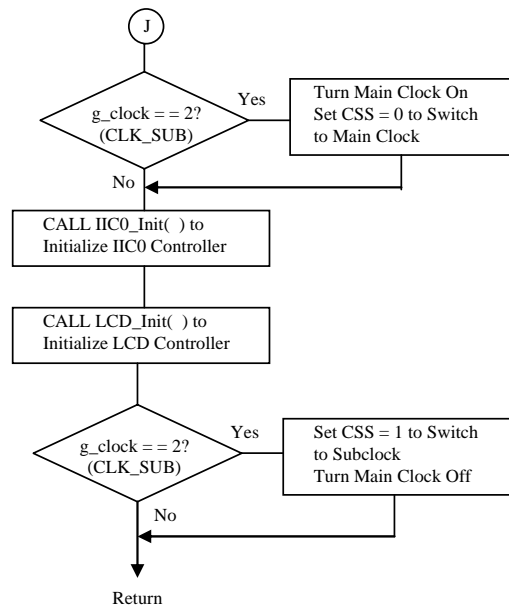 J
g_clock = = 2?
(CLK_SUB)
Yes
Turn Main Clock On
Set CSS = 0 to Switch
to Main Clock
No
CALL IIC0_Init( ) to
Initialize IIC0 Controller
CALL LCD_Init( ) to
Initialize LCD Controller
g_clock = = 2?
(CLK_SUB)
Yes
Set CSS = 1 to Switch
to Subclock
Turn Main Clock Off
No
Return